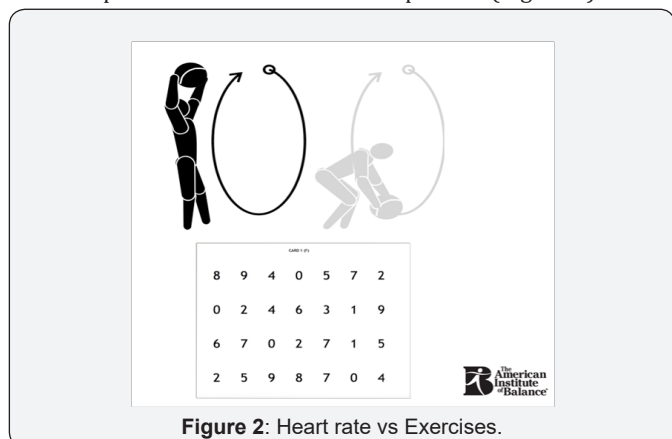 CARD 1 (F)
8 9 4 0 5 7 2
0 2 4 6 3 1 9
6 7 0 2 7 1 5
2 5 9 8 7 0 4
The
American
Institute
of Balance
Figure 2: Heart rate vs Exercises.